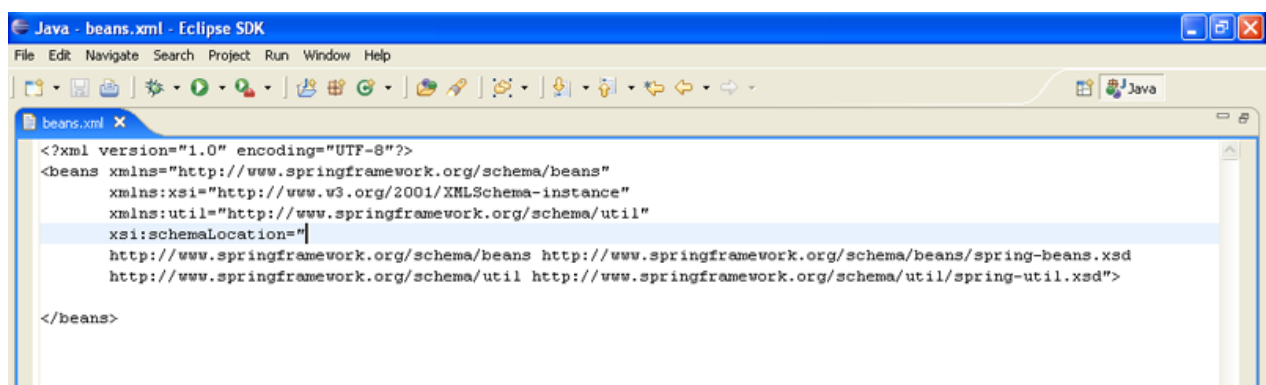 Java - beans.xml - Eclipse SDK
File Edit Navigate Search Project Run Window Help
Java
beans.xml
<?xml version="1.0" encoding="UTF-8"?>
<beans xmlns="http://www.springframework.org/schema/beans"
xmlns:xsi="http://www.w3.org/2001/XMLSchema-instance"
xmlns:util="http://www.springframework.org/schema/util"
xsi:schemaLocation="
http://www.springframework.org/schema/beans http://www.springframework.org/schema/beans/spring-beans.xsd
http://www.springframework.org/schema/util http://www.springframework.org/schema/util/spring-util.xsd">
</beans>